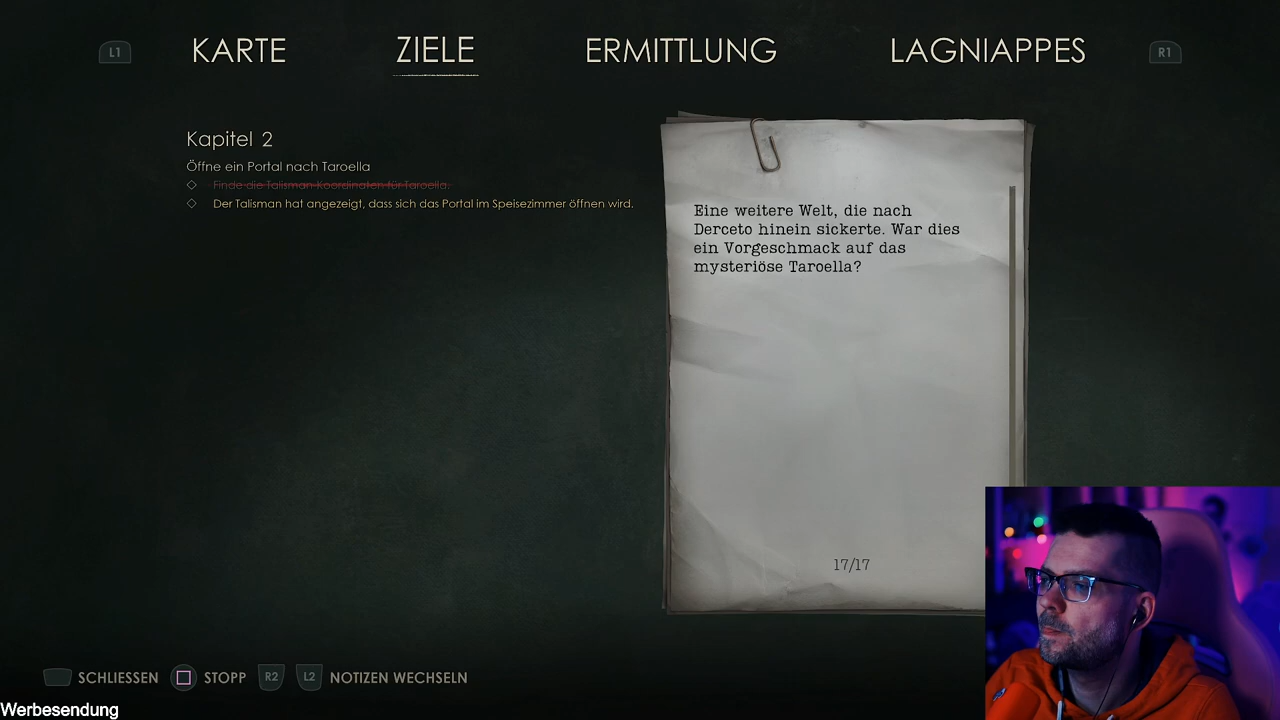 L1
KARTE
ZIELE
ERMITTLUNG
LAGNIAPPES
R1
Kapitel 2
Öffne ein Portal nach Taroella
Finde die Talisman-Koordinaten für Taroella.
Der Talisman hat angezeigt, dass sich das Portal im Speisezimmer öffnen wird.
Eine weitere Welt, die nach
Derceto hinein sickerte. War dies
ein Vorgeschmack auf das
mysteriöse Taroella?
17/17
SCHLIESSEN
STOPP
R2
L2
NOTIZEN WECHSELN
Werbesendung